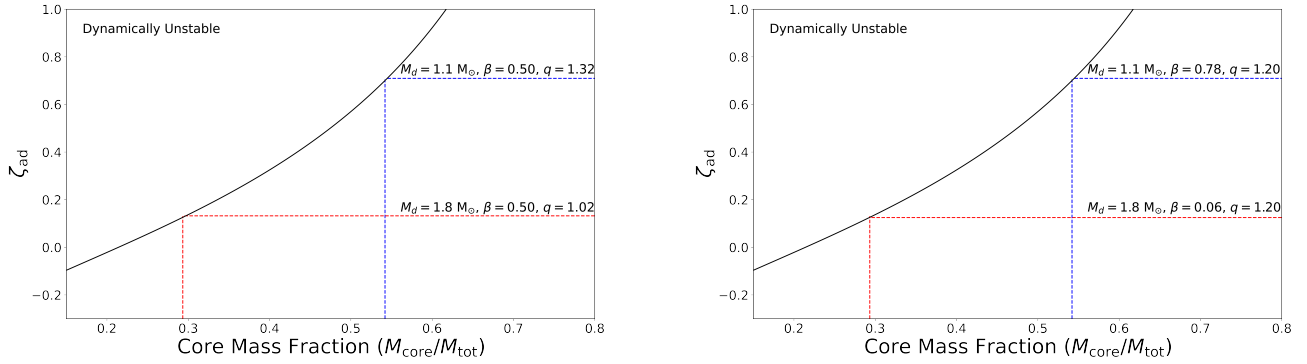 1.0
Dynamically Unstable
0.8
M_d = 1.1 M_⊙, β = 0.50, q = 1.32
0.6
0.4
0.2
M_d = 1.8 M_⊙, β = 0.50, q = 1.02
0.0
−0.2
ζ_ad
0.2 0.3 0.4 0.5 0.6 0.7 0.8
Core Mass Fraction (M_core/M_tot)
1.0
Dynamically Unstable
0.8
M_d = 1.1 M_⊙, β = 0.78, q = 1.20
0.6
0.4
0.2
M_d = 1.8 M_⊙, β = 0.06, q = 1.20
0.0
−0.2
ζ_ad
0.2 0.3 0.4 0.5 0.6 0.7 0.8
Core Mass Fraction (M_core/M_tot)